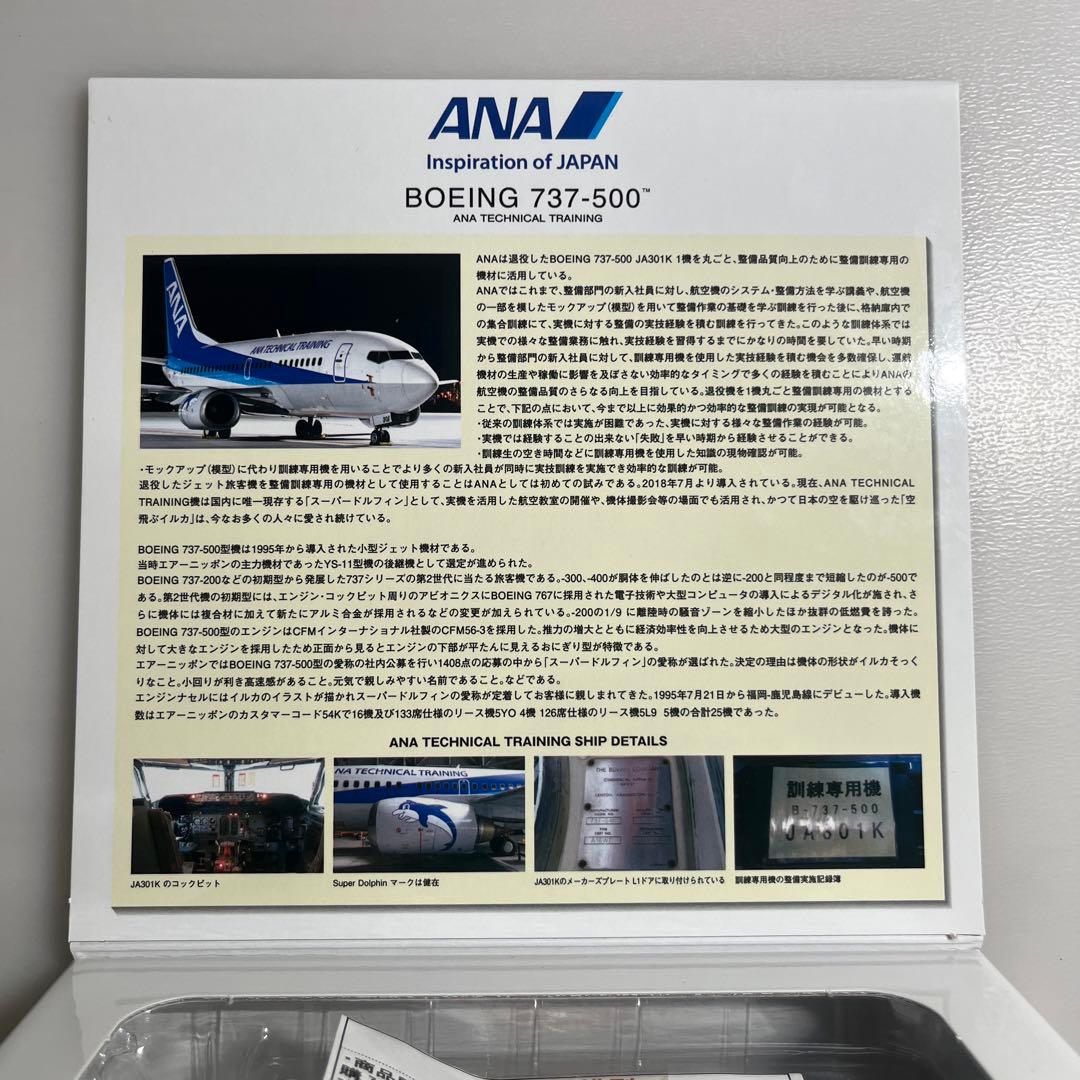 ANA
Inspiration of JAPAN
BOEING 737-500™
ANA TECHNICAL TRAINING
ANAは退役したBOEING 737-500 JA301K 1機を丸ごと、整備品質向上のために整備訓練専用の
機材に活用している。
ANAではこれまで、整備部門の新入社員に対し、航空機のシステム・整備方法を学ぶ講義や、航空機
の一部を模したモックアップ(模型)を用いて整備作業の基礎を学ぶ訓練を行った後に、格納庫内で
の集合訓練にて、実機に対する整備の実技経験を積む訓練を行ってきた。このような訓練体系では
実機での様々な整備業務に触れ、実技経験を習得するまでにかなりの時間を要していた。早い時期
から整備部門の新入社員に対して、訓練専用機を使用した実技経験を積む機会を多数確保し、運航
機材の生産や稼働に影響を及ぼさない効率的なタイミングで多くの経験を積むことによりANAの
航空機の整備品質のさらなる向上を目指している。退役機を1機丸ごと整備訓練専用の機材とする
ことで、下記の点において、今まで以上に効果的かつ効率的な整備訓練の実現が可能となる。
・従来の訓練体系では実施が困難であった、実機に対する様々な整備作業の経験が可能。
・実機では経験することの出来ない「失敗」を早い時期から経験させることができる。
・訓練生の空き時間などに訓練専用機を使用した知識の現物確認が可能。
・モックアップ(模型)に代わり訓練専用機を用いることでより多くの新入社員が同時に実技訓練を実施でき効率的な訓練が可能。
退役したジェット旅客機を整備訓練専用の機材として使用することはANAとしては初めての試みである。2018年7月より導入されている。現在、ANA TECHNICAL
TRAINING機は国内に唯一現存する「スーパードルフィン」として、実機を活用した航空教室の開催や、機体撮影会等の場面でも活用され、かつて日本の空を駆け巡った「空
飛ぶイルカ」は、今なお多くの人々に愛され続けている。
BOEING 737-500型機は1995年から導入された小型ジェット機材である。
当時エアーニッポンの主力機材であったYS-11型機の後継機として選定が進められた。
BOEING 737-200などの初期型から発展した737シリーズの第2世代に当たる旅客機である。-300、-400が胴体を伸ばしたのとは逆に-200と同程度まで短縮したのが-500で
ある。第2世代機の初期型には、エンジン・コックピット周りのアビオニクスにBOEING 767に採用された電子技術や大型コンピュータの導入によるデジタル化が施され、さ
らに機体には複合材に加えて新たにアルミ合金が採用されるなどの変更が加えられている。-200の1/9 に離陸時の騒音ゾーンを縮小したほか抜群の低燃費を誇った。
BOEING 737-500型のエンジンはCFMインターナショナル社製のCFM56-3を採用した。推力の増大とともに経済効率性を向上させるため大型のエンジンとなった。機体に
対して大きなエンジンを採用したため正面から見るとエンジンの下部が平たんに見えるおにぎり型が特徴である。
エアーニッポンではBOEING 737-500型の愛称の社内公募を行い1408点の応募の中から「スーパードルフィン」の愛称が選ばれた。決定の理由は機体の形状がイルカそっく
りなこと。小回りが利き高速感があること。元気で親しみやすい名前であること。などである。
エンジンナセルにはイルカのイラストが描かれスーパードルフィンの愛称が定着してお客様に親しまれてきた。1995年7月21日から福岡-鹿児島線にデビューした。導入機
数はエアーニッポンのカスタマーコード54Kで16機及び133席仕様のリース機5YO 4機 126席仕様のリース機5L9 5機の合計25機であった。
ANA TECHNICAL TRAINING SHIP DETAILS
NA TECHNICAL TRAINING
THE BOEING COMPANY
訓練専用機
B-737-500
JA301K
JA301K のコックピット
Super Dolphin マークは健在
JA301Kのメーカーズプレート L1ドアに取り付けられている
訓練専用機の整備実施記録簿